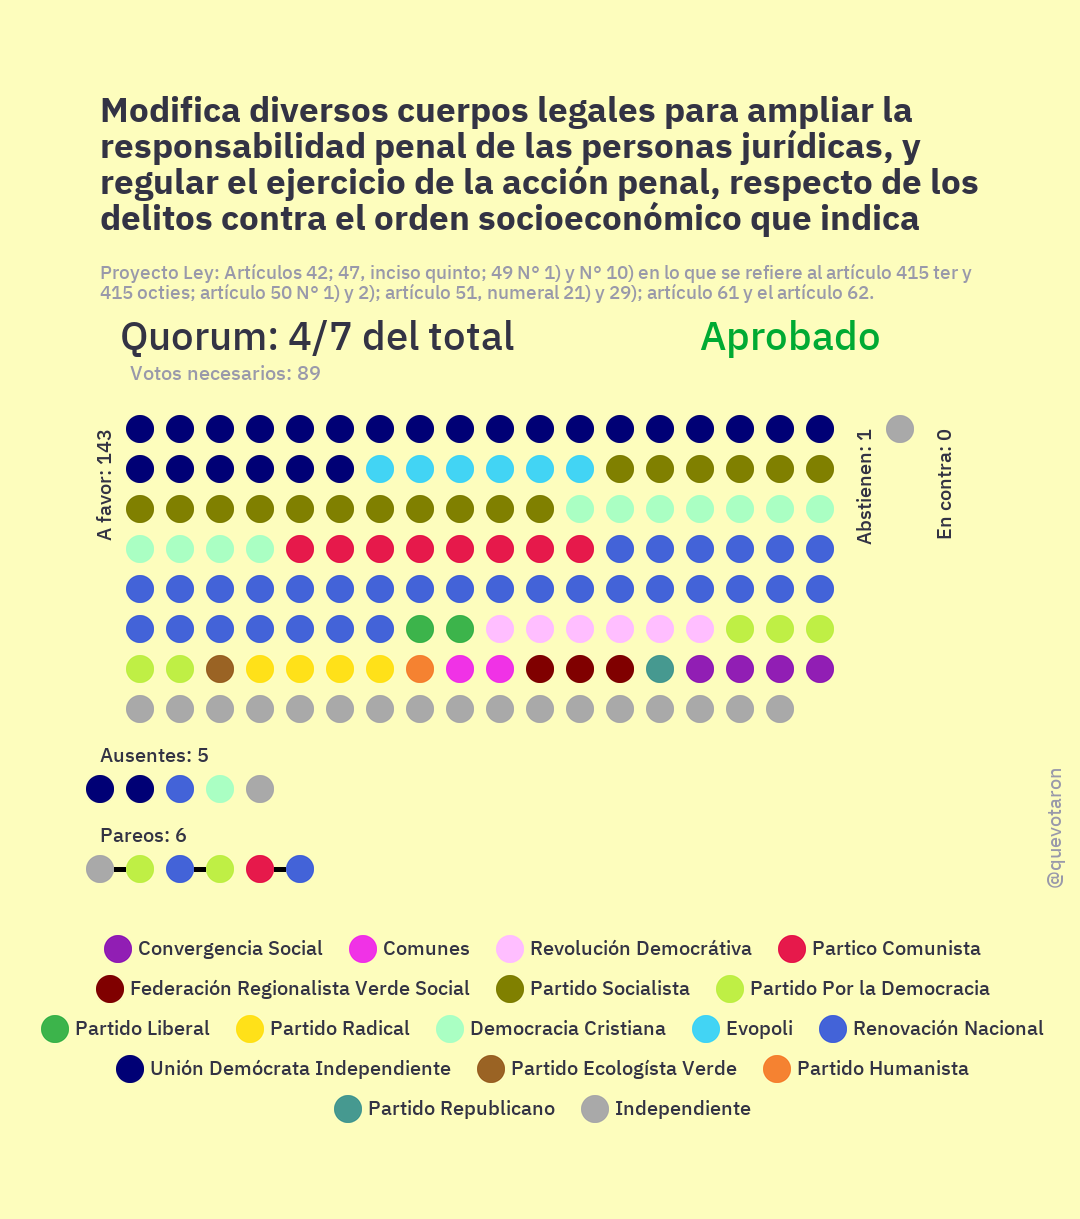 Modifica diversos cuerpos legales para ampliar la
responsabilidad penal de las personas jurídicas, y
regular el ejercicio de la acción penal, respecto de los
delitos contra el orden socioeconómico que indica
Proyecto Ley: Artículos 42; 47, inciso quinto; 49 N° 1) y N° 10) en lo que se refiere al artículo 415 ter y
415 octies; artículo 50 N° 1) y 2); artículo 51, numeral 21) y 29); artículo 61 y el artículo 62.
Quorum: 4/7 del total
Aprobado
Votos necesarios: 89
A favor: 143
Abstienen: 1
En contra: 0
Ausentes: 5
Pareos: 6
@quevotaron
Convergencia Social
Comunes
Revolución Democrátiva
Partico Comunista
Federación Regionalista Verde Social
Partido Socialista
Partido Por la Democracia
Partido Liberal
Partido Radical
Democracia Cristiana
Evopoli
Renovación Nacional
Unión Demócrata Independiente
Partido Ecologísta Verde
Partido Humanista
Partido Republicano
Independiente